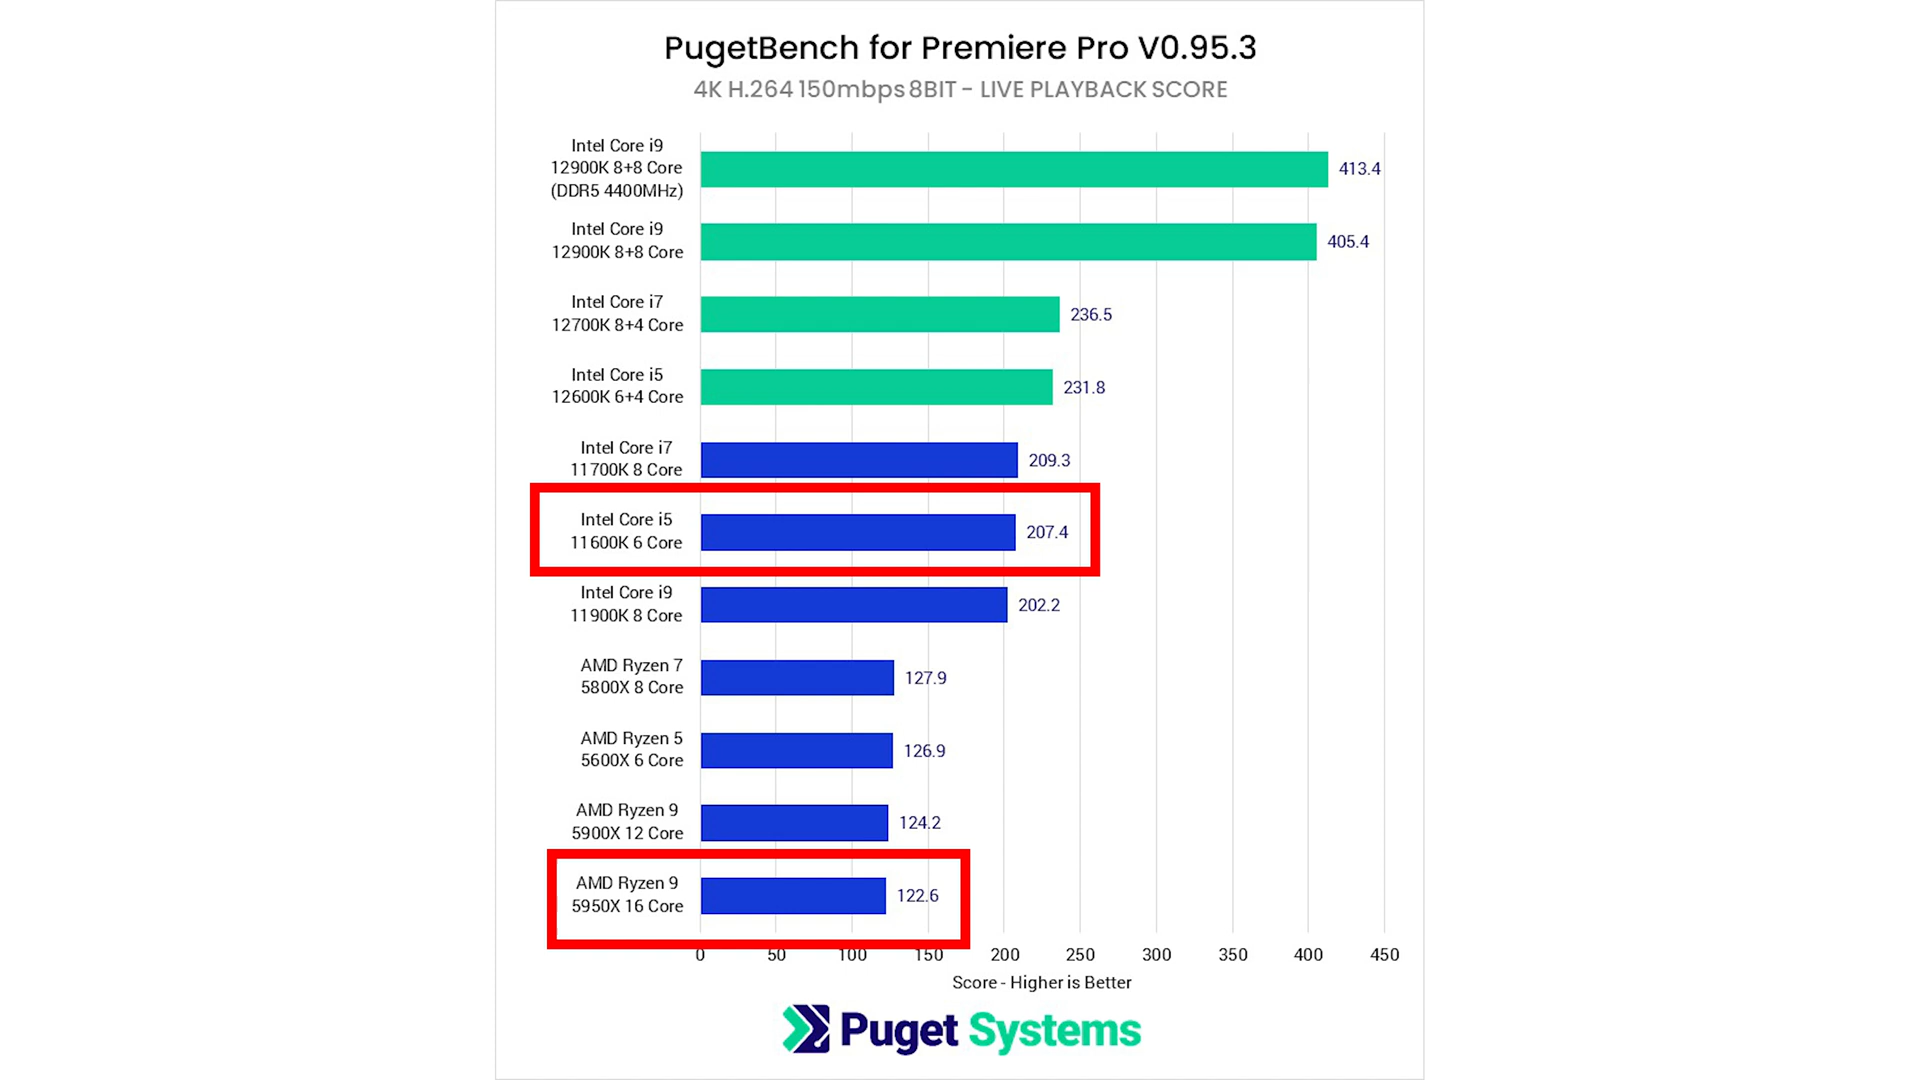 PugetBench for Premiere Pro V0.95.3
4K H.264 150mbps 8BIT - LIVE PLAYBACK SCORE
Intel Core i9
12900K 8+8 Core
(DDR5 4400MHz)
413.4
Intel Core i9
12900K 8+8 Core
405.4
Intel Core i7
12700K 8+4 Core
236.5
Intel Core i5
12600K 6+4 Core
231.8
Intel Core i7
11700K 8 Core
209.3
Intel Core i5
11600K 6 Core
207.4
Intel Core i9
11900K 8 Core
202.2
AMD Ryzen 7
5800X 8 Core
127.9
AMD Ryzen 5
5600X 6 Core
126.9
AMD Ryzen 9
5900X 12 Core
124.2
AMD Ryzen 9
5950X 16 Core
122.6
0 50 100 150 200 250 300 350 400 450
Score - Higher is Better
Puget Systems